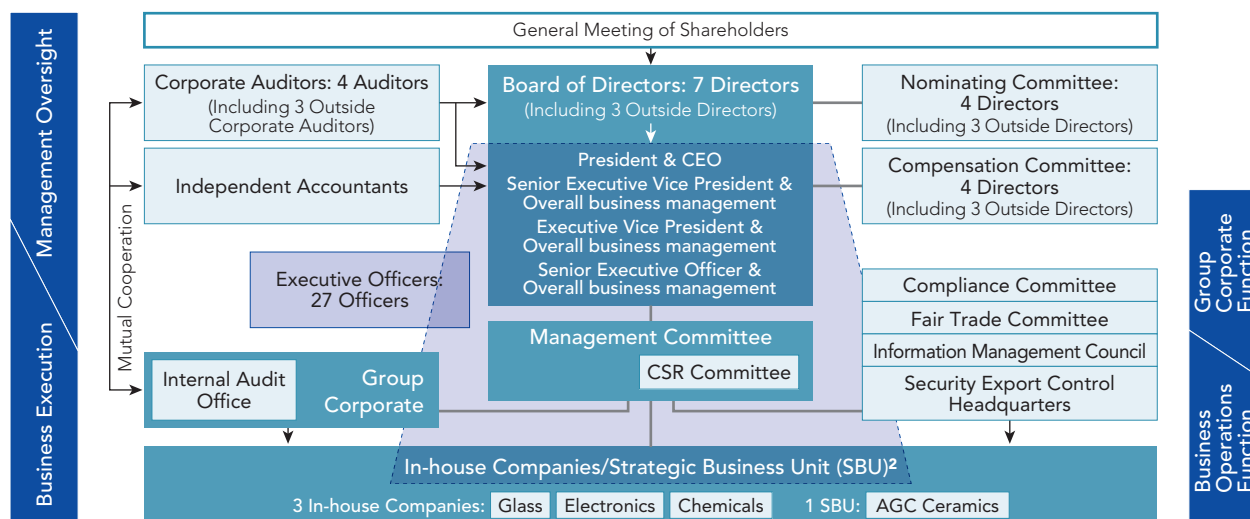 General Meeting of Shareholders
Management Oversight
Business Execution
Corporate Auditors: 4 Auditors
(Including 3 Outside
Corporate Auditors)
Board of Directors: 7 Directors
(Including 3 Outside Directors)
Nominating Committee:
4 Directors
(Including 3 Outside Directors)
Independent Accountants
President & CEO
Senior Executive Vice President &
Overall business management
Executive Vice President &
Overall business management
Senior Executive Officer &
Overall business management
Compensation Committee:
4 Directors
(Including 3 Outside Directors)
Mutual Cooperation
Executive Officers:
27 Officers
Group
Corporate
Function
Business
Operations
Function
Compliance Committee
Fair Trade Committee
Information Management Council
Security Export Control
Headquarters
Management Committee
CSR Committee
Internal Audit
Office
Group
Corporate
In-house Companies/Strategic Business Unit (SBU)²
3 In-house Companies: Glass Electronics Chemicals 1 SBU: AGC Ceramics